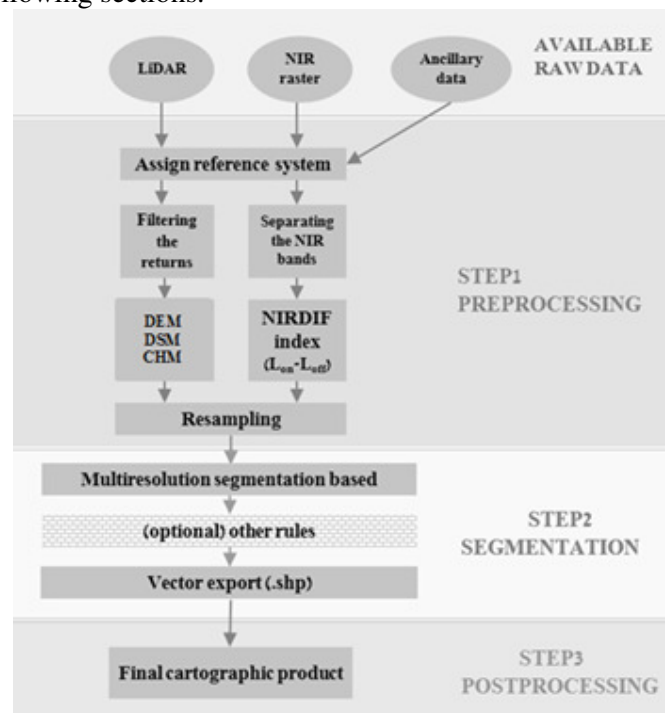 llowing sections.
AVAILABLE
RAW DATA
LiDAR
NIR
raster
Ancillary
data
Assign reference system
Filtering
the
returns
Separating
the NIR
bands
STEP1
PREPROCESSING
DEM
DSM
CHM
NIRDIF
index
(Lon-Loff)
Resampling
Multiresolution segmentation based
(optional) other rules
STEP2
SEGMENTATION
Vector export (.shp)
Final cartographic product
STEP3
POSTPROCESSING